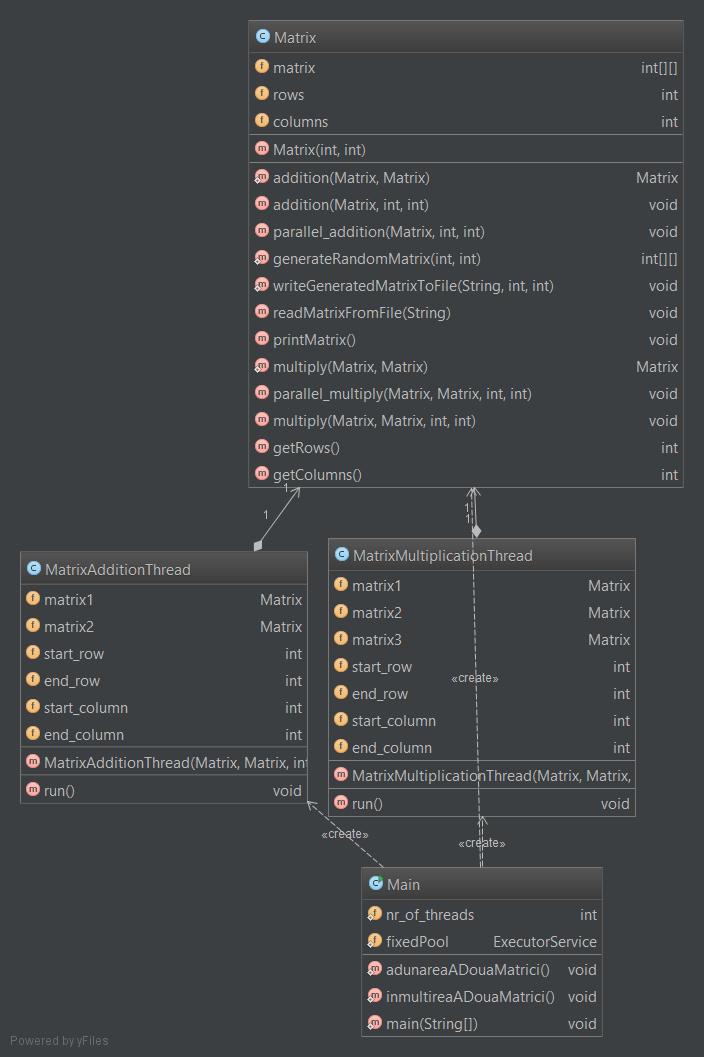 Matrix
matrix int[][]
rows int
columns int
Matrix(int, int)
addition(Matrix, Matrix) Matrix
addition(Matrix, int, int) void
parallel_addition(Matrix, int, int) void
generateRandomMatrix(int, int) int[][]
writeGeneratedMatrixToFile(String, int, int) void
readMatrixFromFile(String) void
printMatrix() void
multiply(Matrix, Matrix) Matrix
parallel_multiply(Matrix, Matrix, int, int) void
multiply(Matrix, Matrix, int, int) void
getRows() int
getColumns() int
1
1
1
1
MatrixAdditionThread
matrix1 Matrix
matrix2 Matrix
start_row int
end_row int
start_column int
end_column int
MatrixAdditionThread(Matrix, Matrix, int
run() void
MatrixMultiplicationThread
matrix1 Matrix
matrix2 Matrix
matrix3 Matrix
start_row int
«create»
end_row int
start_column int
end_column int
MatrixMultiplicationThread(Matrix, Matrix,
run() void
«create»
«create»
Main
nr_of_threads int
fixedPool ExecutorService
adunareaADouaMatrici() void
inmultireaADouaMatrici() void
main(String[]) void
Powered by yFiles